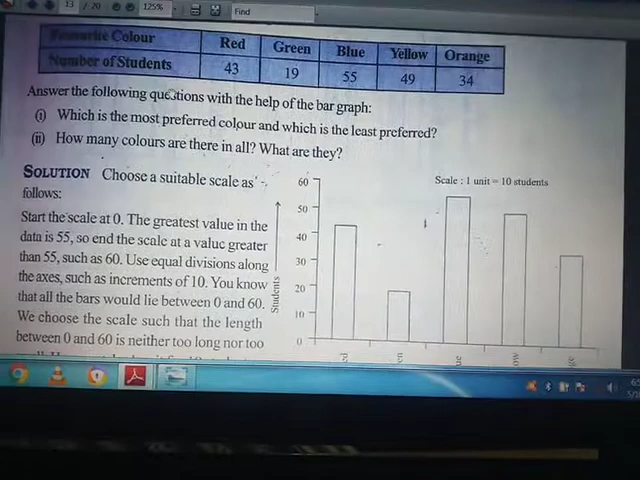 13 / 20 125% Find
Favourite Colour Red Green Blue Yellow Orange
Number of Students 43 19 55 49 34
Answer the following questions with the help of the bar graph:
(i) Which is the most preferred colour and which is the least preferred?
(ii) How many colours are there in all? What are they?
SOLUTION Choose a suitable scale as
follows:
Start the scale at 0. The greatest value in the
data is 55, so end the scale at a value greater
than 55, such as 60. Use equal divisions along
the axes, such as increments of 10. You know
that all the bars would lie between 0 and 60.
We choose the scale such that the length
between 0 and 60 is neither too long nor too
Scale : 1 unit = 10 students
60
50
40
30
20
10
0
Students